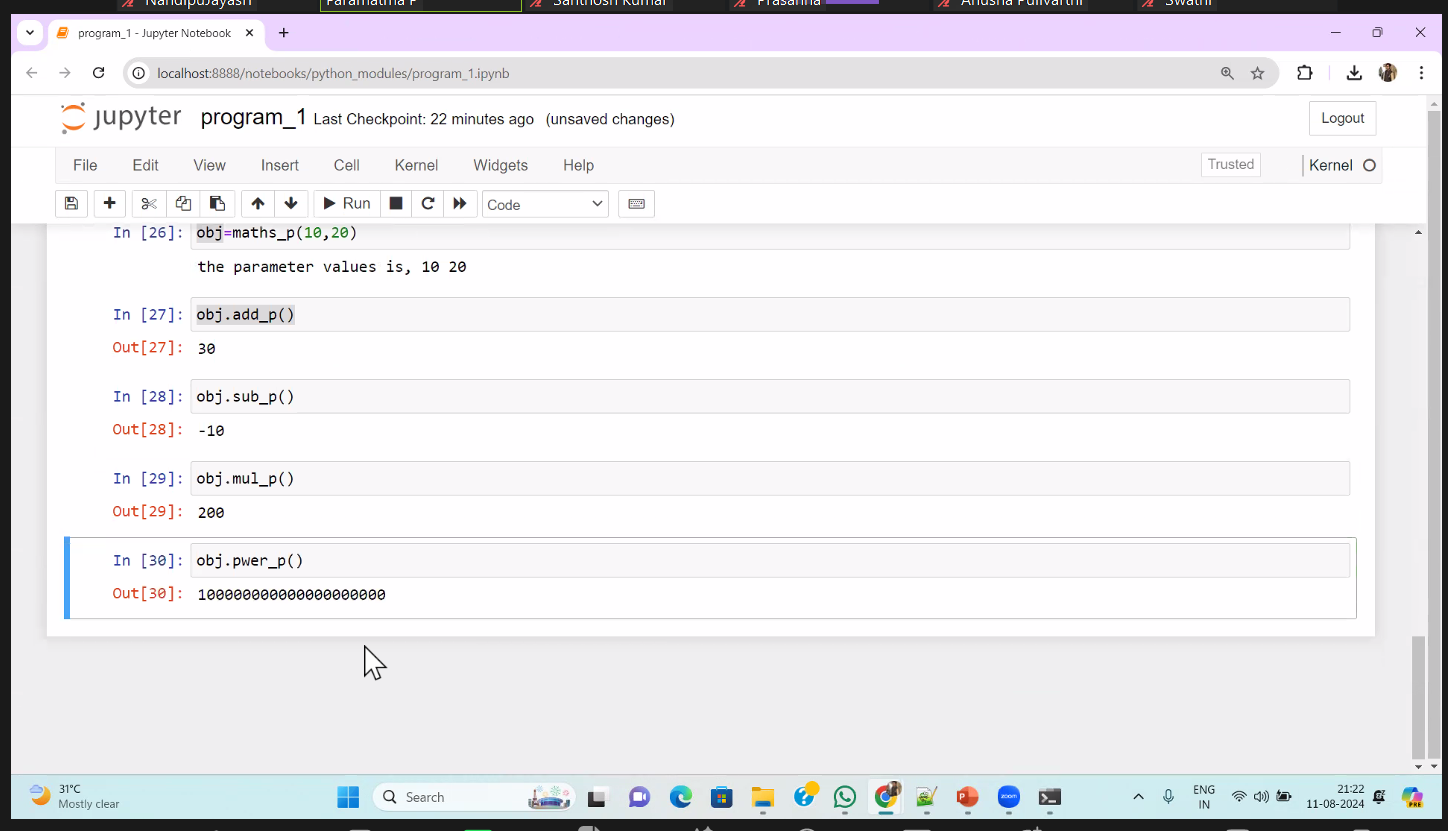 NandipuJayasri Paramatma P Santhosh Kumar Prasanna Anusha Pulivarthi Swathi
program_1 - Jupyter Notebook
localhost:8888/notebooks/python_modules/program_1.ipynb
jupyter program_1 Last Checkpoint: 22 minutes ago (unsaved changes) Logout
File Edit View Insert Cell Kernel Widgets Help Trusted Kernel
Run Code
In [26]: obj=maths_p(10,20)
the parameter values is, 10 20
In [27]: obj.add_p()
Out[27]: 30
In [28]: obj.sub_p()
Out[28]: -10
In [29]: obj.mul_p()
Out[29]: 200
In [30]: obj.pwer_p()
Out[30]: 100000000000000000000
31°C
Mostly clear
Search
zoom
ENG
IN
21:22
11-08-2024
PRE